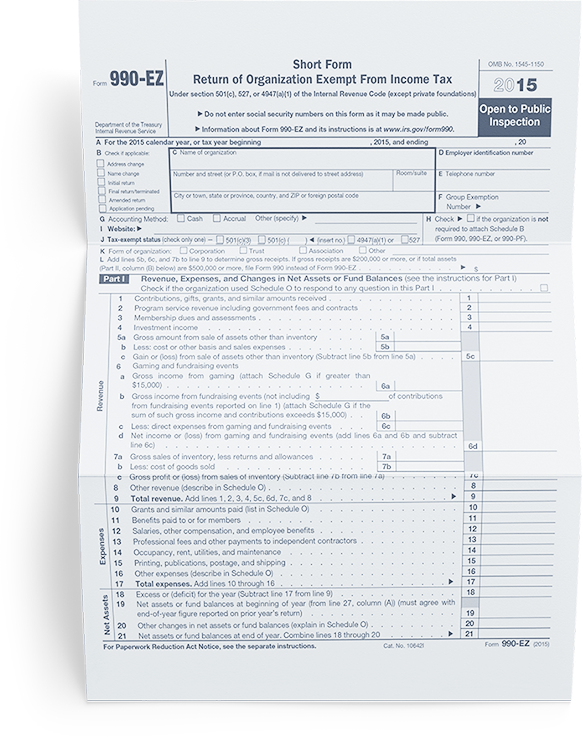 Short Form
OMB No. 1545-1150
Form 990-EZ
Return of Organization Exempt From Income Tax
2015
Under section 501(c), 527, or 4947(a)(1) of the Internal Revenue Code (except private foundations)
▶ Do not enter social security numbers on this form as it may be made public.
Open to Public
Inspection
Department of the Treasury
Internal Revenue Service
▶ Information about Form 990-EZ and its instructions is at www.irs.gov/form990.
A For the 2015 calendar year, or tax year beginning , 2015, and ending , 20
B Check if applicable:
Address change
Name change
Initial return
Final return/terminated
Amended return
Application pending
C Name of organization
Number and street (or P.O. box, if mail is not delivered to street address) Room/suite
City or town, state or province, country, and ZIP or foreign postal code
D Employer identification number
E Telephone number
F Group Exemption
Number ▶
G Accounting Method: Cash Accrual Other (specify) ▶
H Check ▶ if the organization is not
required to attach Schedule B
(Form 990, 990-EZ, or 990-PF).
I Website: ▶
J Tax-exempt status (check only one) — 501(c)(3) 501(c) ( ) ◀ (insert no.) 4947(a)(1) or 527
K Form of organization: Corporation Trust Association Other
L Add lines 5b, 6c, and 7b to line 9 to determine gross receipts. If gross receipts are $200,000 or more, or if total assets
(Part II, column (B) below) are $500,000 or more, file Form 990 instead of Form 990-EZ . . . . ▶ $
Part I Revenue, Expenses, and Changes in Net Assets or Fund Balances (see the instructions for Part I)
Check if the organization used Schedule O to respond to any question in this Part I . . . .
Revenue
1 Contributions, gifts, grants, and similar amounts received . . . . 1
2 Program service revenue including government fees and contracts . . . . 2
3 Membership dues and assessments . . . . 3
4 Investment income . . . . 4
5a Gross amount from sale of assets other than inventory . . . . 5a
b Less: cost or other basis and sales expenses . . . . 5b
c Gain or (loss) from sale of assets other than inventory (Subtract line 5b from line 5a) . . . . 5c
6 Gaming and fundraising events
a Gross income from gaming (attach Schedule G if greater than
$15,000) . . . . 6a
b Gross income from fundraising events (not including $ of contributions
from fundraising events reported on line 1) (attach Schedule G if the
sum of such gross income and contributions exceeds $15,000) . . 6b
c Less: direct expenses from gaming and fundraising events . . . 6c
d Net income or (loss) from gaming and fundraising events (add lines 6a and 6b and subtract
line 6c) . . . . 6d
7a Gross sales of inventory, less returns and allowances . . . . 7a
b Less: cost of goods sold . . . . 7b
c Gross profit or (loss) from sales of inventory (Subtract line 7b from line 7a) . . . . 7c
8 Other revenue (describe in Schedule O) . . . . 8
9 Total revenue. Add lines 1, 2, 3, 4, 5c, 6d, 7c, and 8 . . . . ▶ 9
Expenses
10 Grants and similar amounts paid (list in Schedule O) . . . . 10
11 Benefits paid to or for members . . . . 11
12 Salaries, other compensation, and employee benefits . . . . 12
13 Professional fees and other payments to independent contractors . . . . 13
14 Occupancy, rent, utilities, and maintenance . . . . 14
15 Printing, publications, postage, and shipping . . . . 15
16 Other expenses (describe in Schedule O) . . . . 16
17 Total expenses. Add lines 10 through 16 . . . . ▶ 17
Net Assets
18 Excess or (deficit) for the year (Subtract line 17 from line 9) . . . . 18
19 Net assets or fund balances at beginning of year (from line 27, column (A)) (must agree with
end-of-year figure reported on prior year's return) . . . . 19
20 Other changes in net assets or fund balances (explain in Schedule O) . . . . 20
21 Net assets or fund balances at end of year. Combine lines 18 through 20 . . . . ▶ 21
For Paperwork Reduction Act Notice, see the separate instructions. Cat. No. 10642I Form 990-EZ (2015)